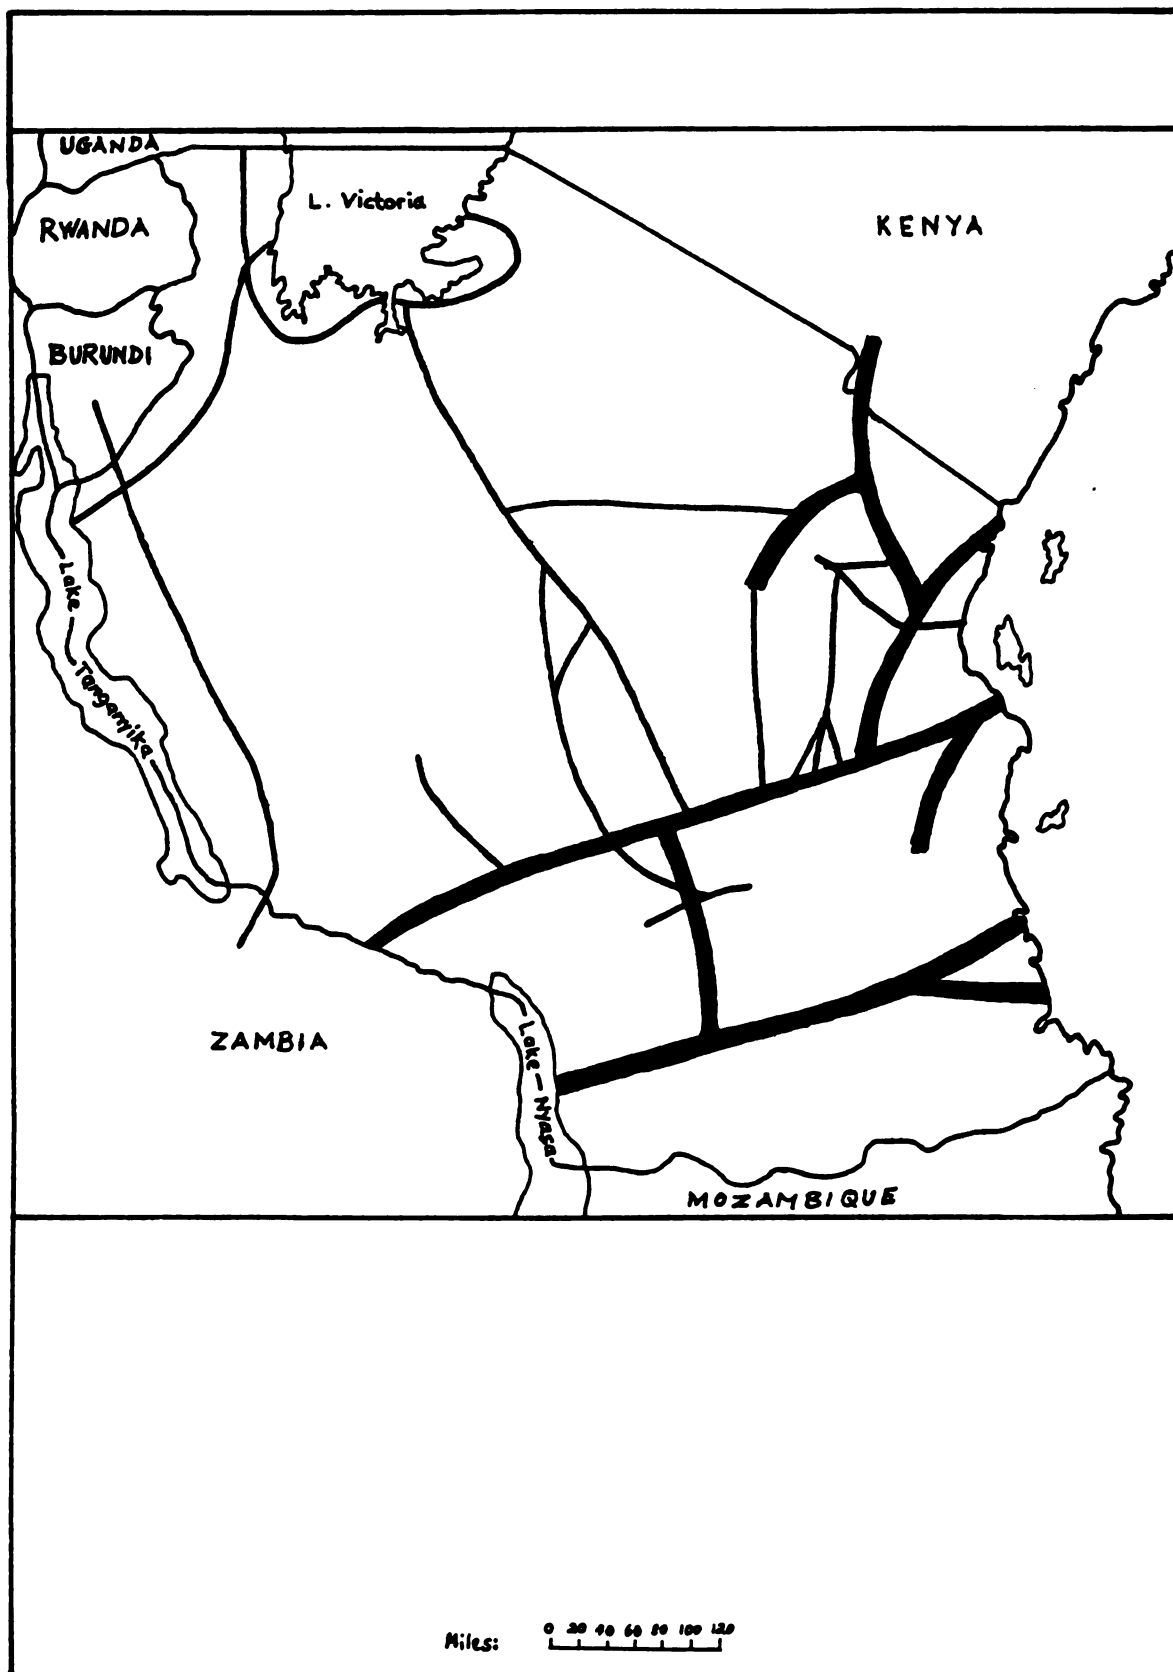 UGANDA
RWANDA
L. Victoria
KENYA
BURUNDI
Lake
Tanganyika
ZAMBIA
Lake
Nyasa
MOZAMBIQUE
Miles: 0 20 40 60 80 100 120